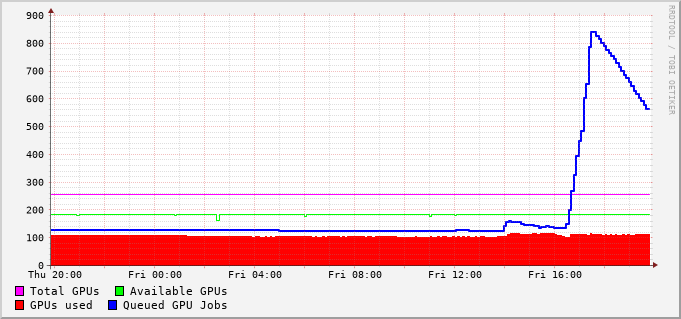 900
800
700
600
500
400
300
200
100
0
Thu 20:00 Fri 00:00 Fri 04:00 Fri 08:00 Fri 12:00 Fri 16:00
Total GPUs Available GPUs
GPUs used Queued GPU Jobs
RRDTOOL / TOBI OETIKER